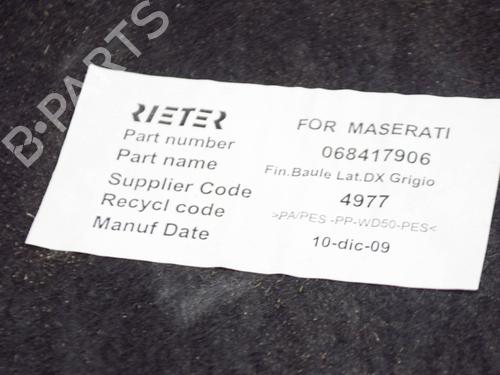 B-PARTS
RIETER FOR MASERATI
Part number 068417906
Part name Fin.Baule Lat.DX Grigio
Supplier Code 4977
Recycl code >PA/PES -PP-WD50-PES<
Manuf Date 10-dic-09